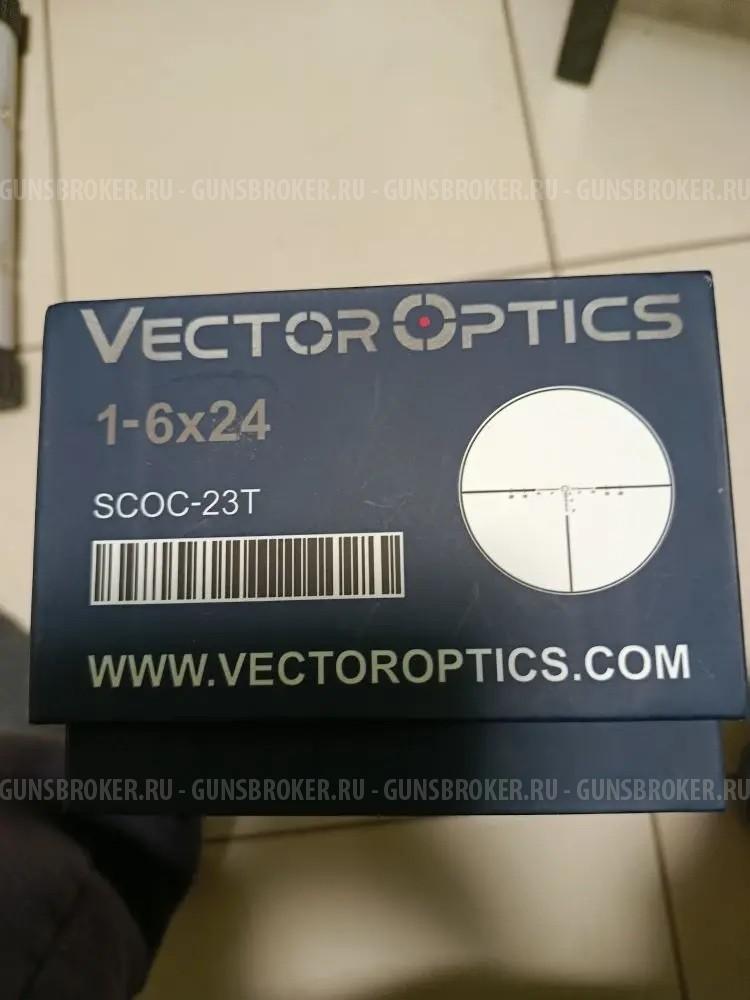 GUNSBROKER.RU - GUNSBROKER.RU - GUNSBROKER.RU - GUNSBROKER.RU
VECTOR OPTICS
1-6x24
SCOC-23T
WWW.VECTOROPTICS.COM
GUNSBROKER.RU - GUNSBROKER.RU - GUNSBROKER.RU - GUNSBROKER.RU